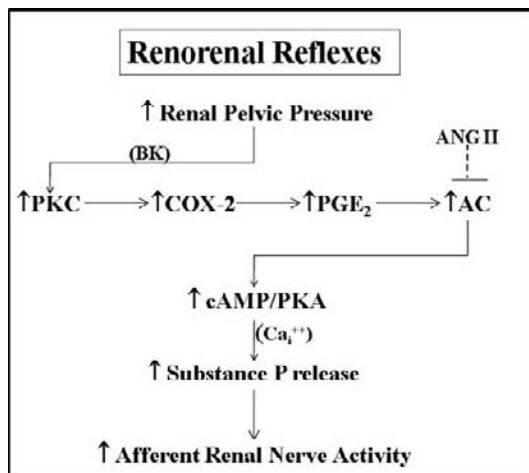 Renorenal Reflexes
↑ Renal Pelvic Pressure
ANG II
(BK)
↑PKC → ↑COX-2 → ↑PGE₂ → ↑AC
↑ cAMP/PKA
(Caᵢ⁺⁺)
↑ Substance P release
↑ Afferent Renal Nerve Activity